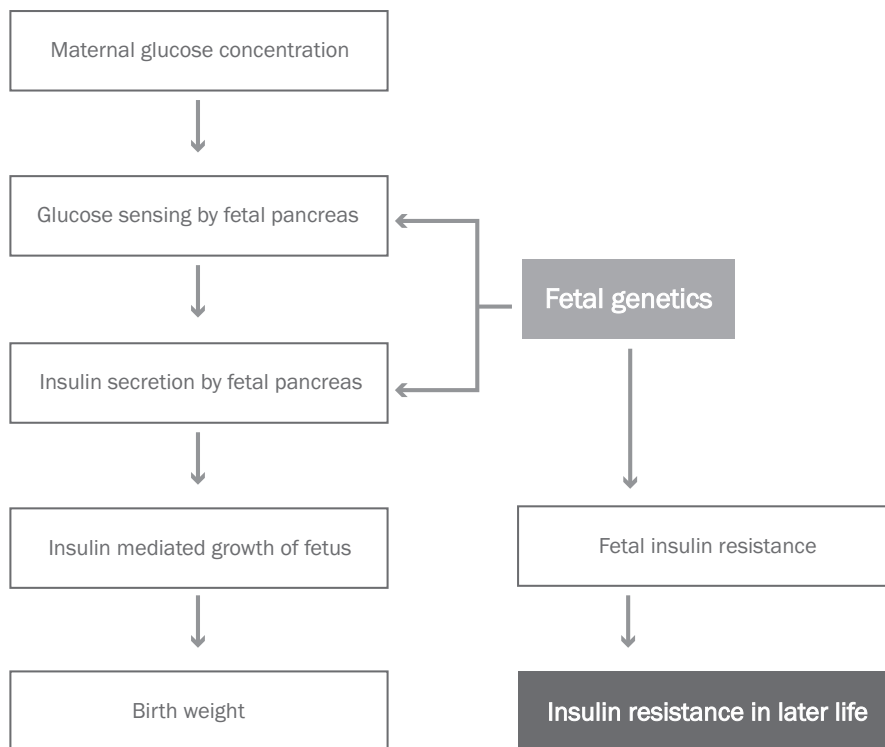 Maternal glucose concentration
Glucose sensing by fetal pancreas
Fetal genetics
Insulin secretion by fetal pancreas
Insulin mediated growth of fetus
Fetal insulin resistance
Birth weight
Insulin resistance in later life